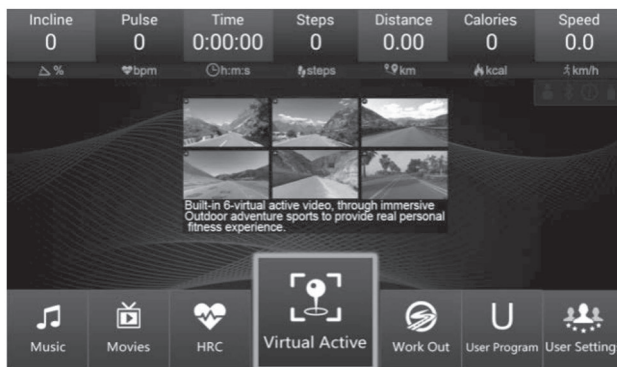 Incline Pulse Time Steps Distance Calories Speed
0 0 0:00:00 0 0.00 0 0.0
% bpm h:m:s steps km kcal km/h
Built-in 6-virtual active video, through immersive
Outdoor adventure sports to provide real personal
fitness experience.
Music Movies HRC Virtual Active Work Out User Program User Setting